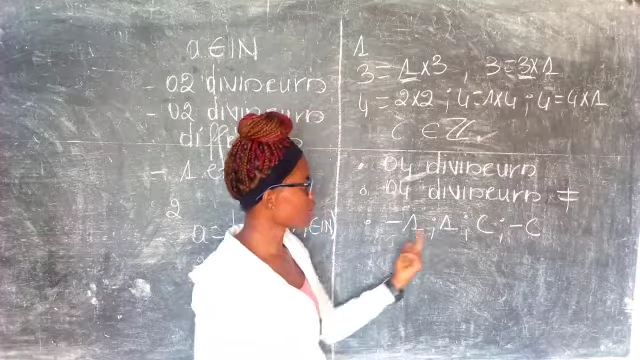 a ∈ IN
- 02 diviseurs
- 02 diviseurs
différ
- 1 e
2
a =
∈ IN
1
3 = 1 x 3 , 3 = 3 x 1
4 = 2 x 2 ; 4 = 1 x 4 ; 4 = 4 x 1
C ∈ ℤ
• 04 diviseurs
• 04 diviseurs ≠
• -1 ; 1 ; C ; -C